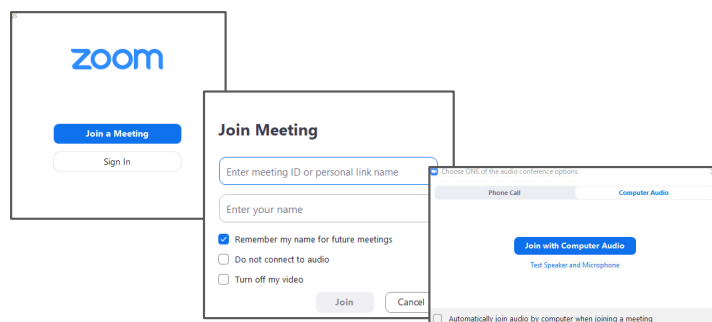 zoom
Join a Meeting
Sign In
Join Meeting
Enter meeting ID or personal link name
Enter your name
Remember my name for future meetings
Do not connect to audio
Turn off my video
Join Cancel
Choose ONE of the audio conference options
Phone Call Computer Audio
Join with Computer Audio
Test Speaker and Microphone
Automatically join audio by computer when joining a meeting